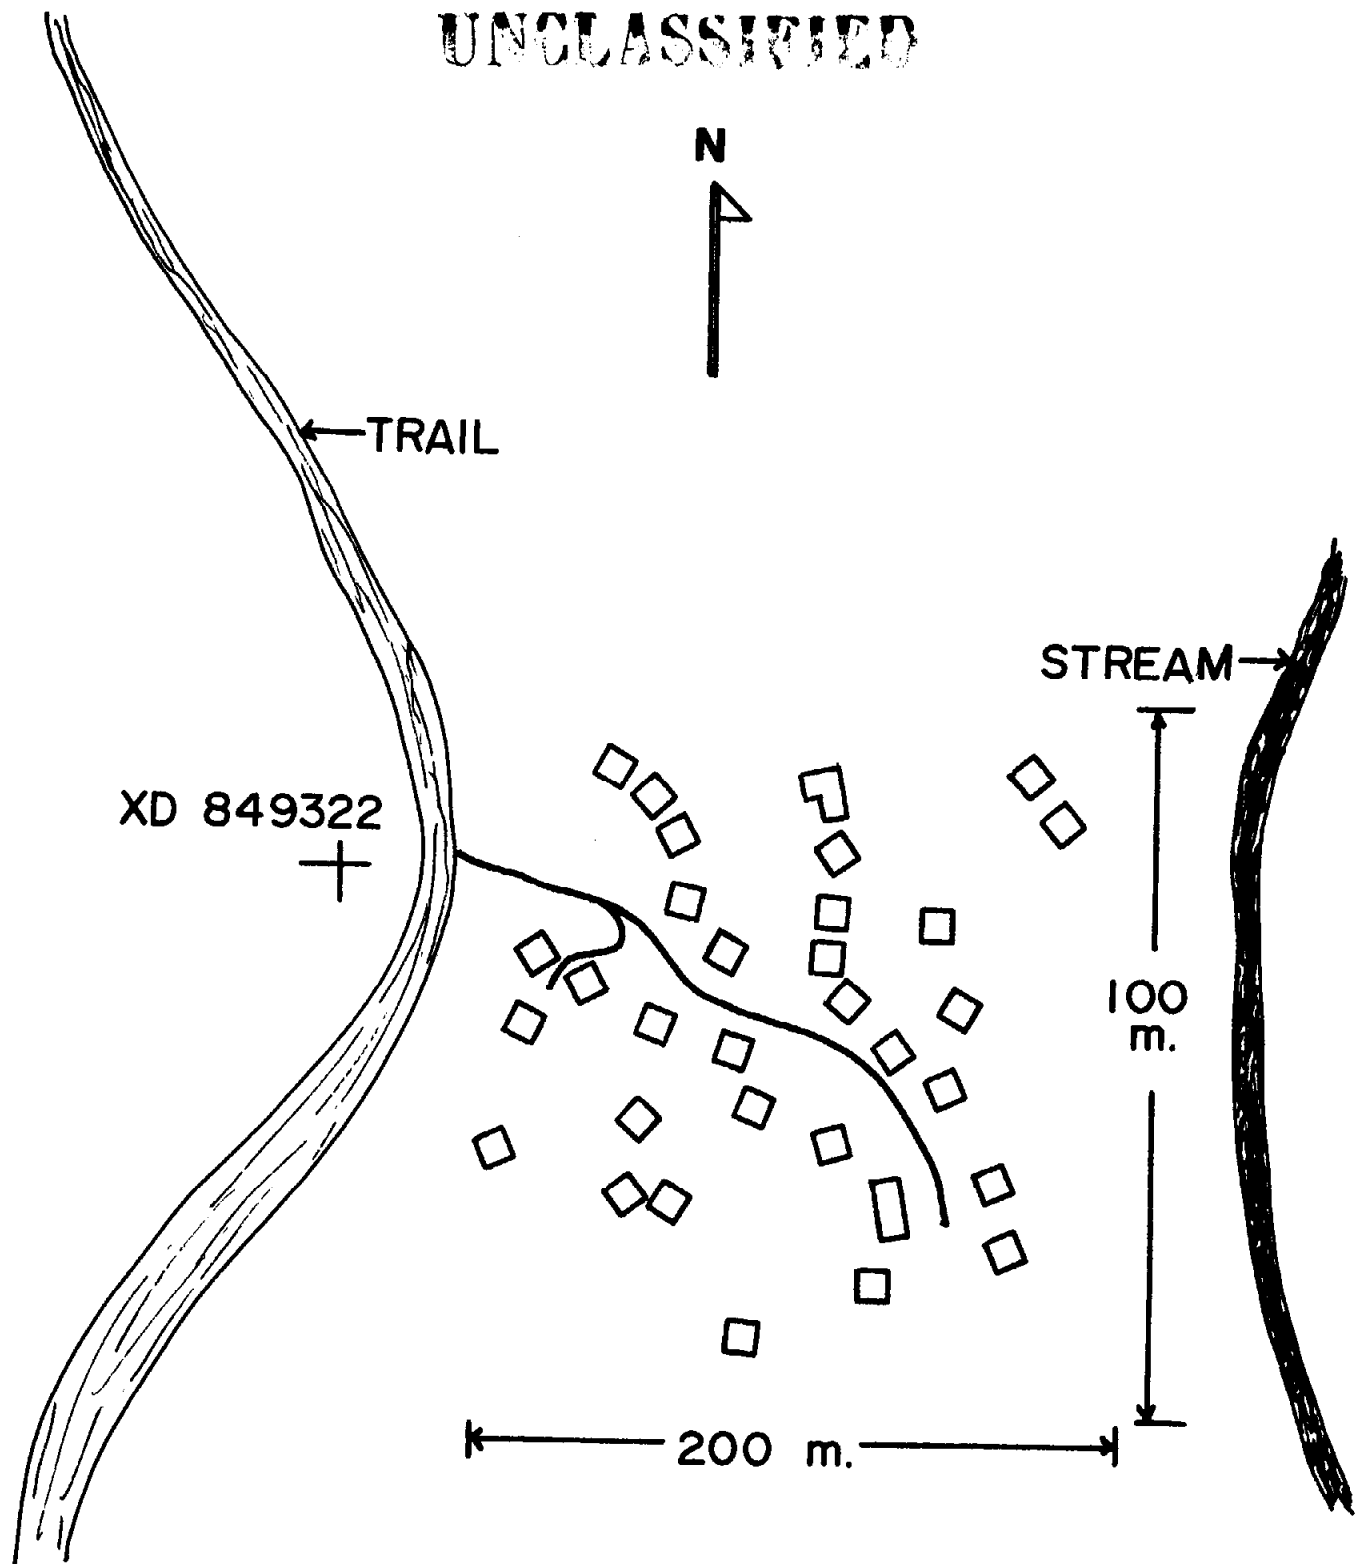 UNCLASSIFIED
N
TRAIL
STREAM
XD 849322
100
m.
200 m.